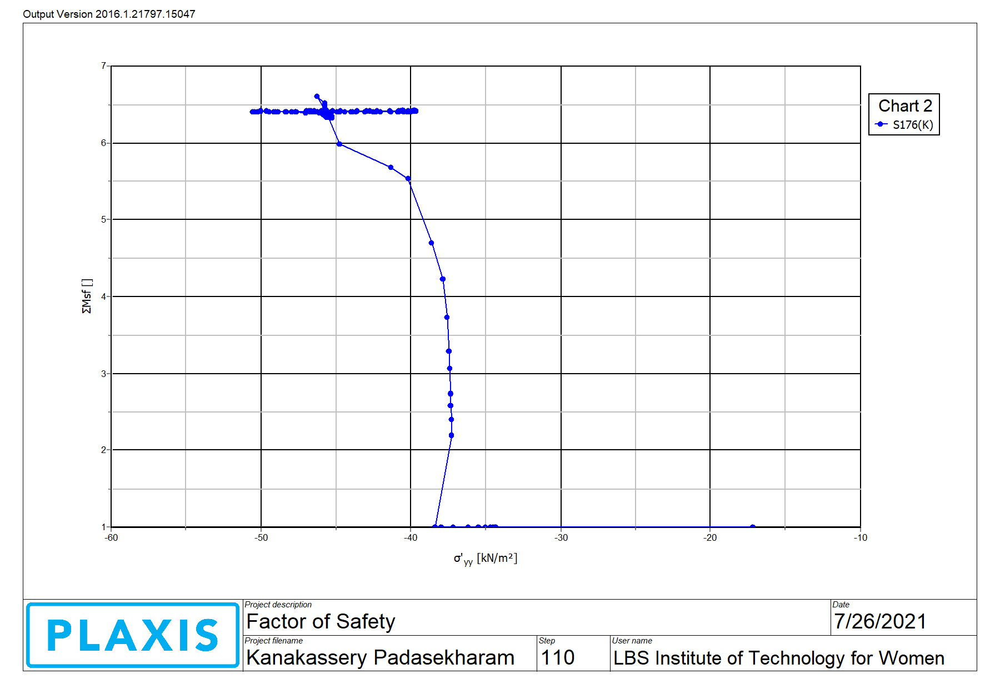 Output Version 2016.1.21797.15047
7
6
5
4
3
2
1
ΣMsf []
-60
-50
-40
-30
-20
-10
σ'yy [kN/m²]
Chart 2
S176(K)
PLAXIS
Project description
Factor of Safety
Date
7/26/2021
Project filename
Kanakassery Padasekharam
Step
110
User name
LBS Institute of Technology for Women